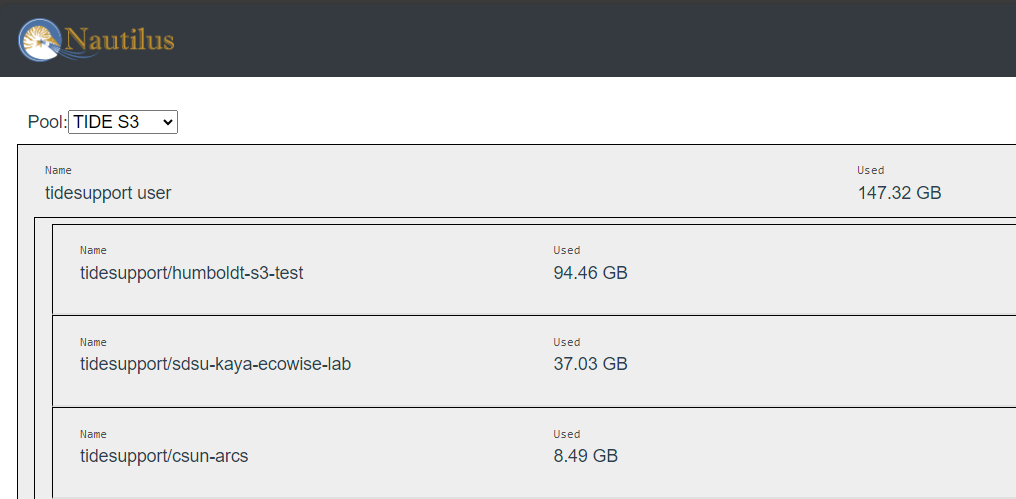 Nautilus
Pool: TIDE S3
Name Used
tidesupport user 147.32 GB
Name Used
tidesupport/humboldt-s3-test 94.46 GB
Name Used
tidesupport/sdsu-kaya-ecowise-lab 37.03 GB
Name Used
tidesupport/csun-arcs 8.49 GB